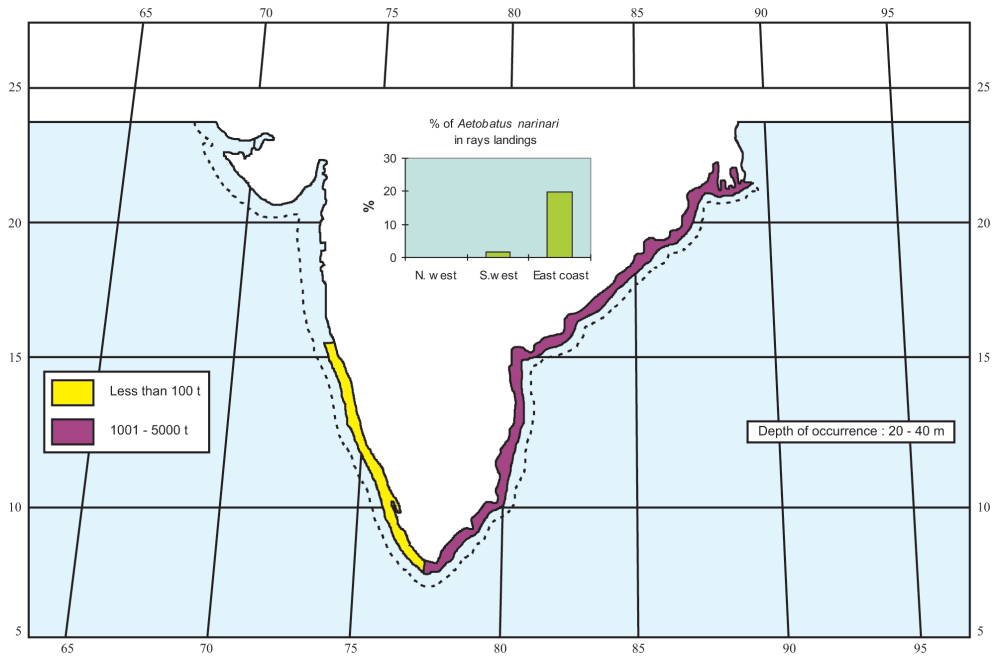 65 70 75 80 85 90 95
25 25
% of Aetobatus narinari
in rays landings
30
20
10
0
%
N. west S.west East coast
20 20
15 15
Less than 100 t
1001 - 5000 t
Depth of occurrence : 20 - 40 m
10 10
5 5
65 70 75 80 85 90 95